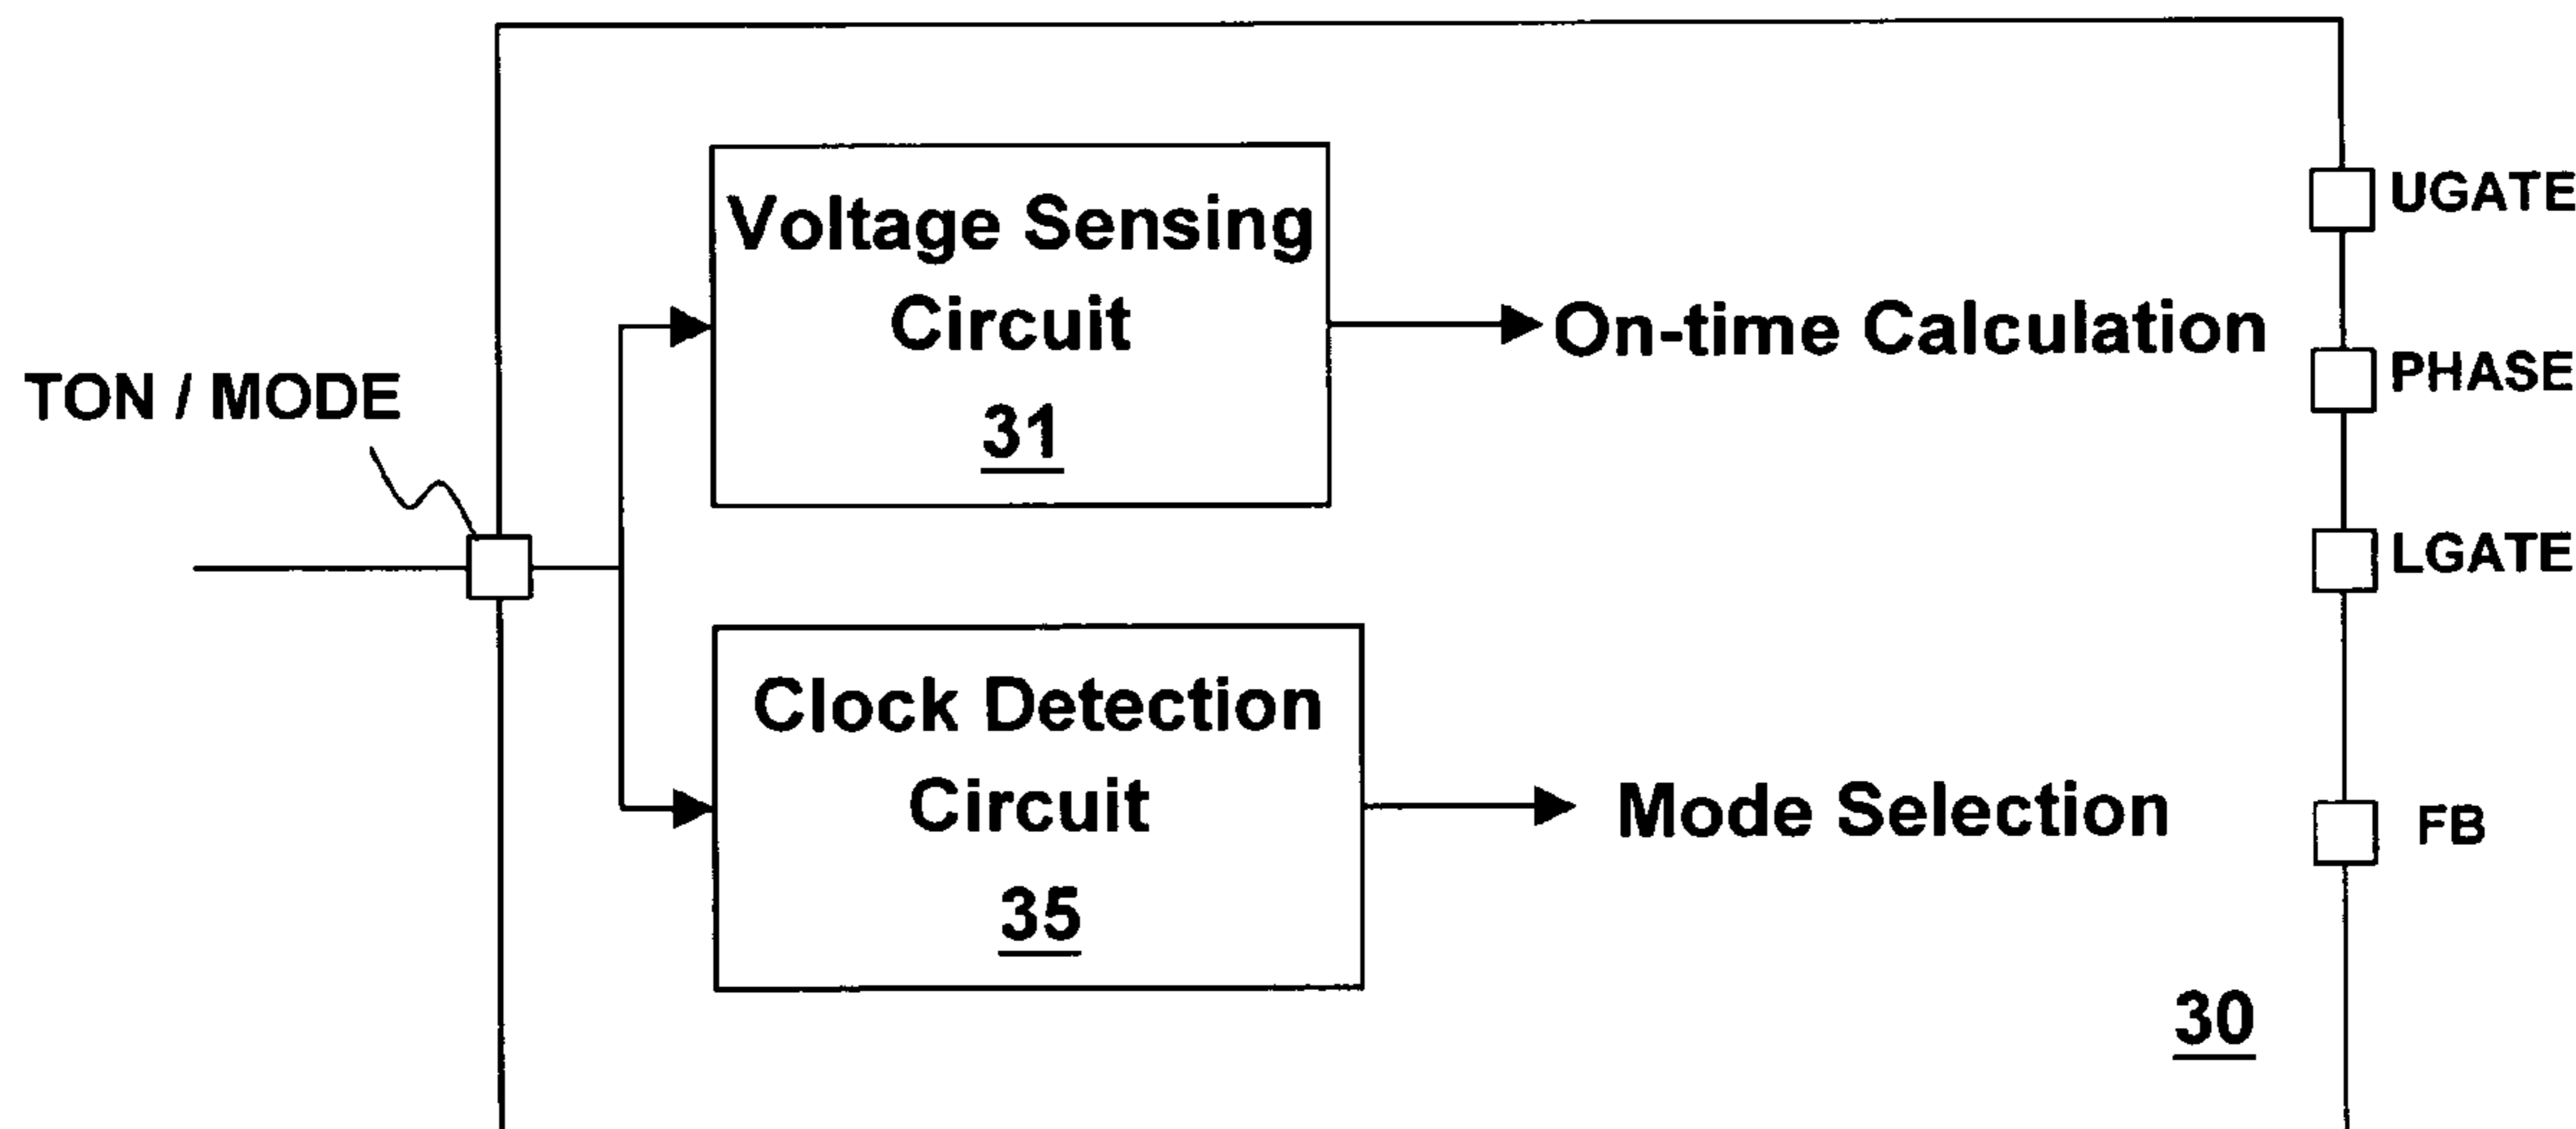 UGATE
Voltage Sensing
Circuit
31
On-time Calculation
PHASE
TON / MODE
LGATE
Clock Detection
Circuit
35
Mode Selection
FB
30